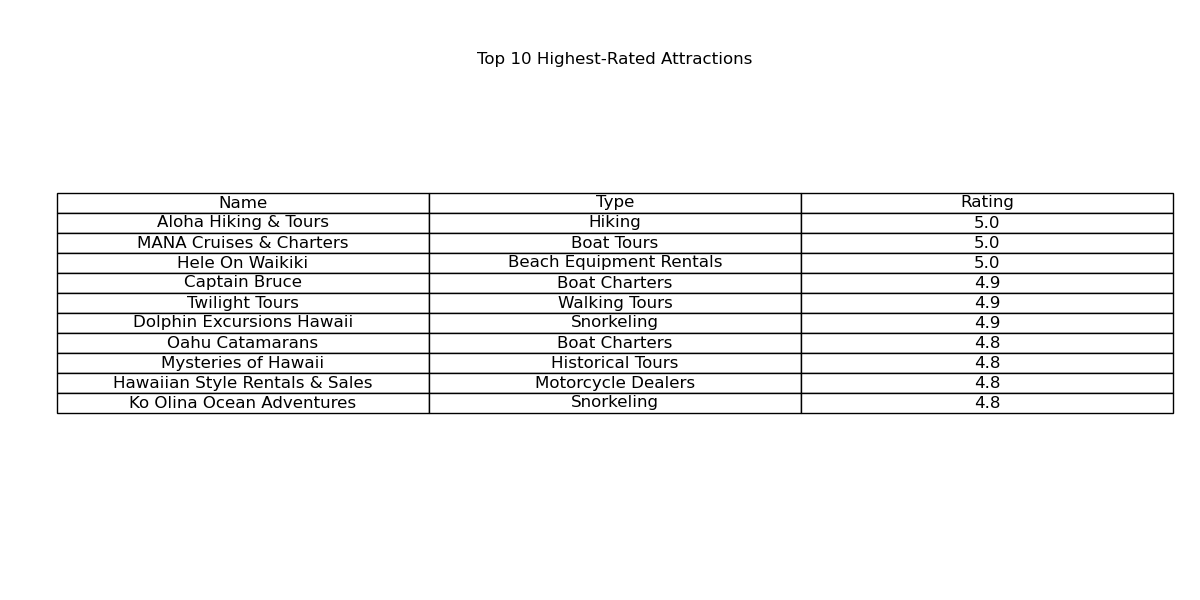 Top 10 Highest-Rated Attractions
Name Type Rating
Aloha Hiking & Tours Hiking 5.0
MANA Cruises & Charters Boat Tours 5.0
Hele On Waikiki Beach Equipment Rentals 5.0
Captain Bruce Boat Charters 4.9
Twilight Tours Walking Tours 4.9
Dolphin Excursions Hawaii Snorkeling 4.9
Oahu Catamarans Boat Charters 4.8
Mysteries of Hawaii Historical Tours 4.8
Hawaiian Style Rentals & Sales Motorcycle Dealers 4.8
Ko Olina Ocean Adventures Snorkeling 4.8